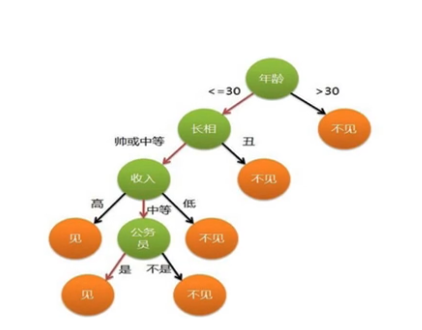 年龄
<=30
>30
长相
不见
帅或中等
丑
收入
不见
高
中等
低
见
公务
员
不见
是
不是
见
不见